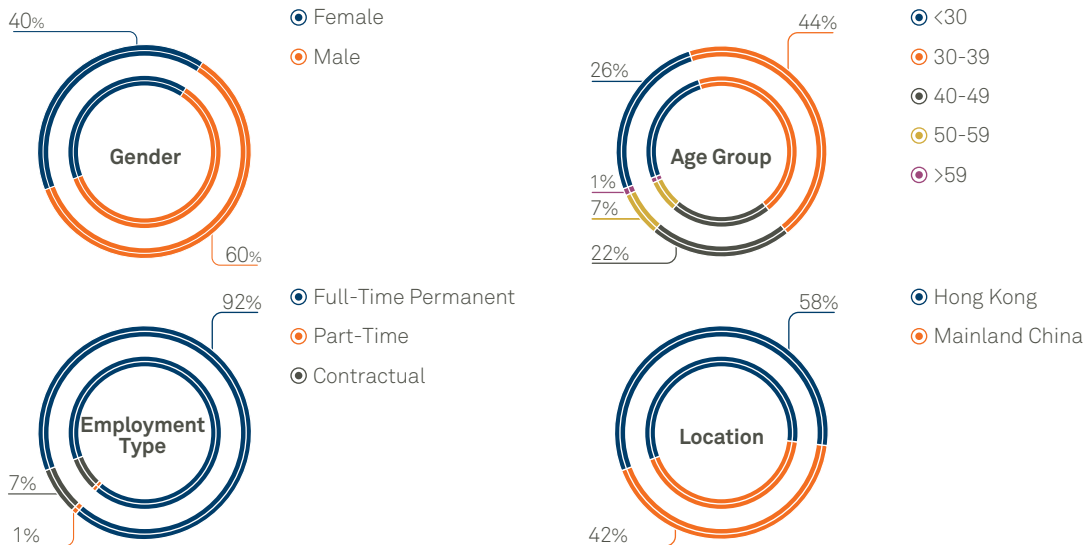 40%
Female
Male
Gender
60%
44%
<30
30-39
40-49
50-59
>59
26%
Age Group
1%
7%
22%
92%
Full-Time Permanent
Part-Time
Contractual
Employment
Type
7%
1%
58%
Hong Kong
Mainland China
Location
42%